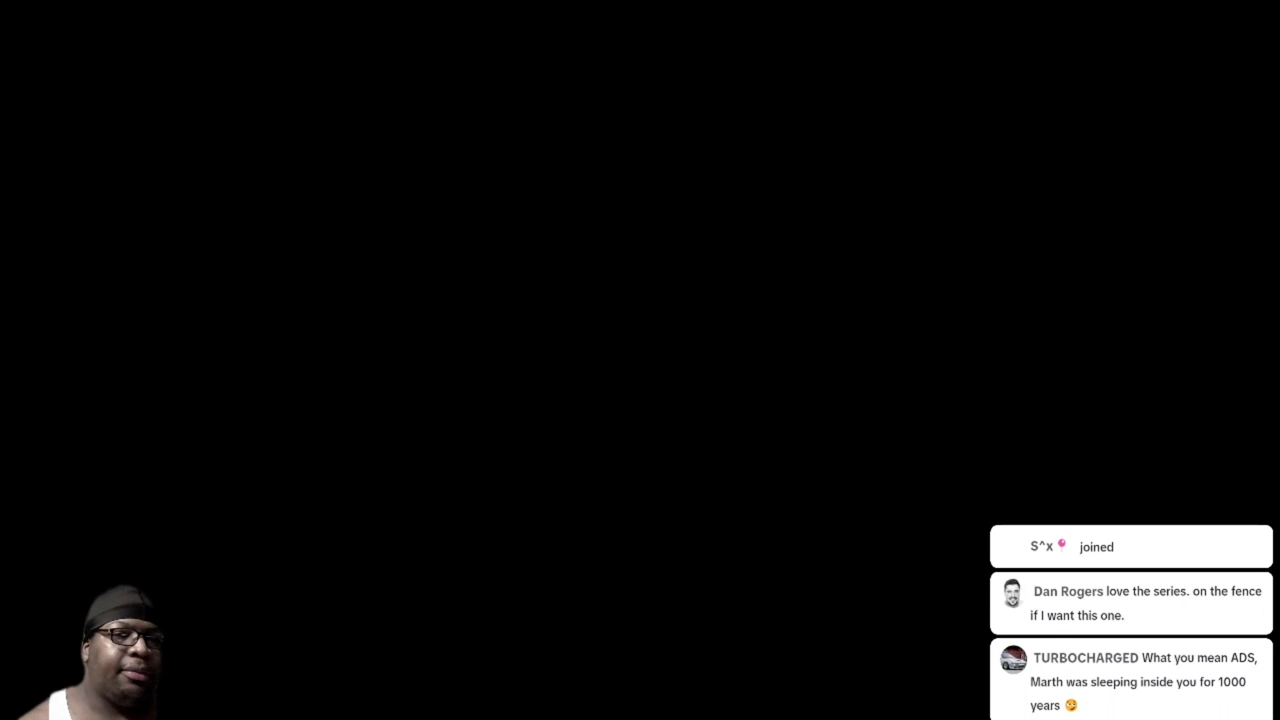 S^x🎈 joined
Dan Rogers love the series. on the fence
if I want this one.
TURBOCHARGED What you mean ADS,
Marth was sleeping inside you for 1000
years 🤔